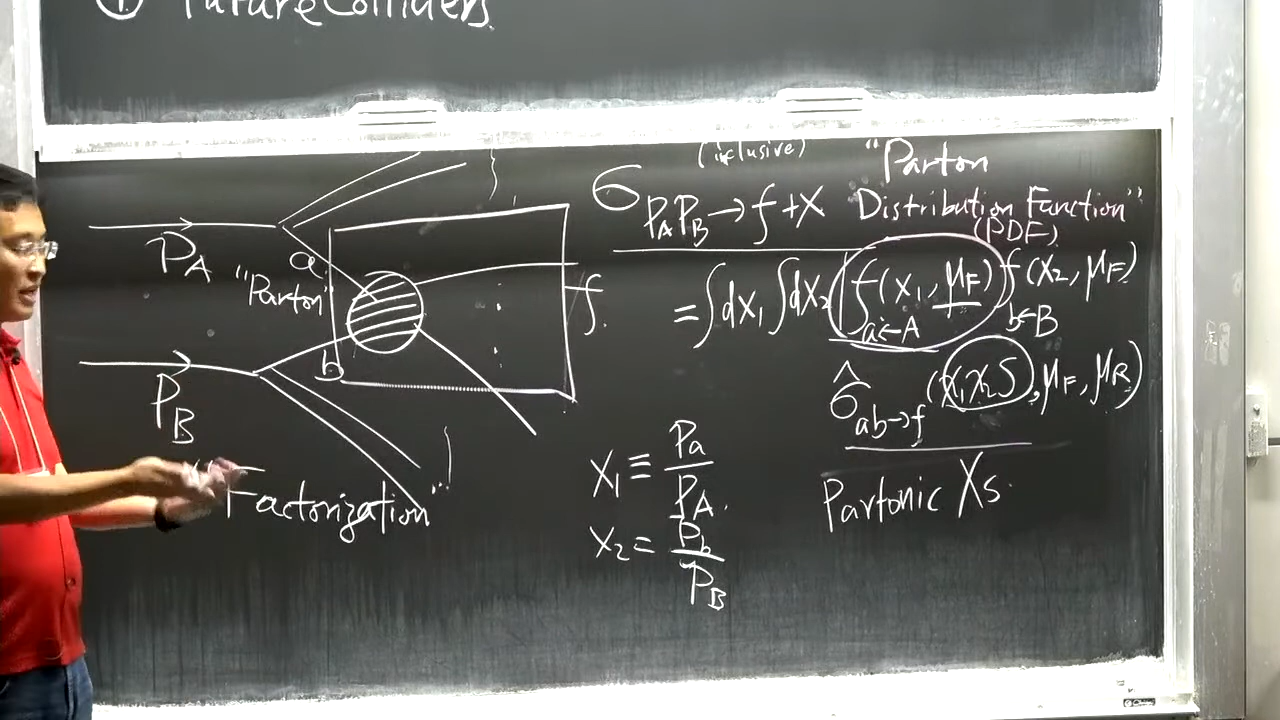 ① Future Colliders
P_A
a
"Parton"
f.
b
P_B
"Factorization"
(inclusive)
σ_{P_A P_B → f + X}
"Parton
Distribution Function"
(PDF)
= ∫dx₁ ∫dx₂ f_{a←A}(x₁, μ_F) f_{b←B}(x₂, μ_F)
σ̂_{ab→f} (x₁x₂S, μ_F, μ_R)
Partonic Xs.
x₁ ≡ P_a / P_A.
x₂ = P_b / P_B